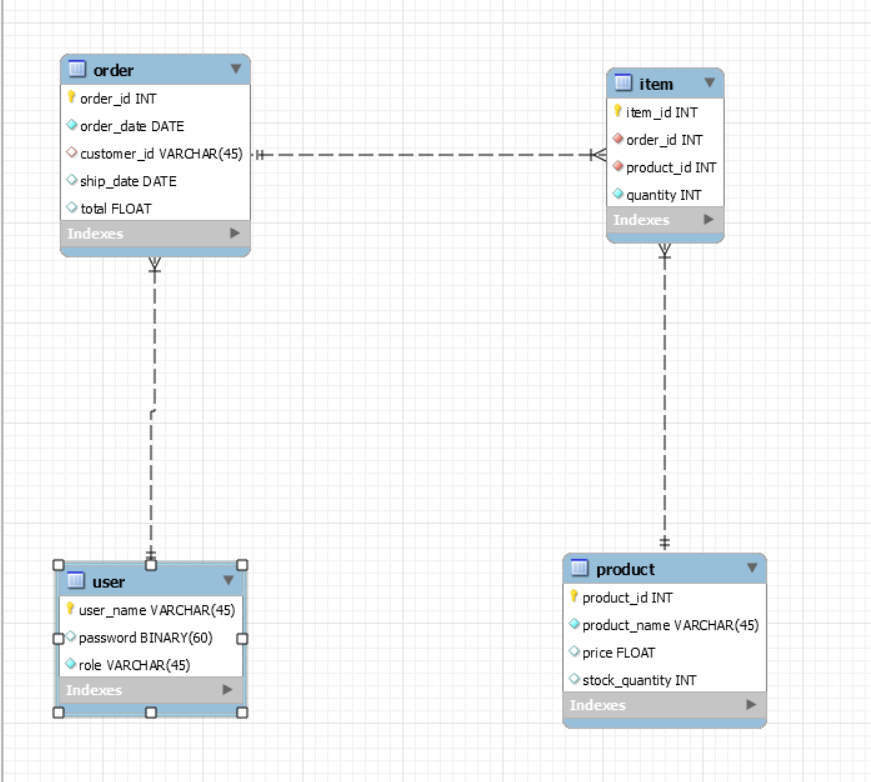 order
order_id INT
order_date DATE
customer_id VARCHAR(45)
ship_date DATE
total FLOAT
Indexes
item
item_id INT
order_id INT
product_id INT
quantity INT
Indexes
user
user_name VARCHAR(45)
password BINARY(60)
role VARCHAR(45)
Indexes
product
product_id INT
product_name VARCHAR(45)
price FLOAT
stock_quantity INT
Indexes